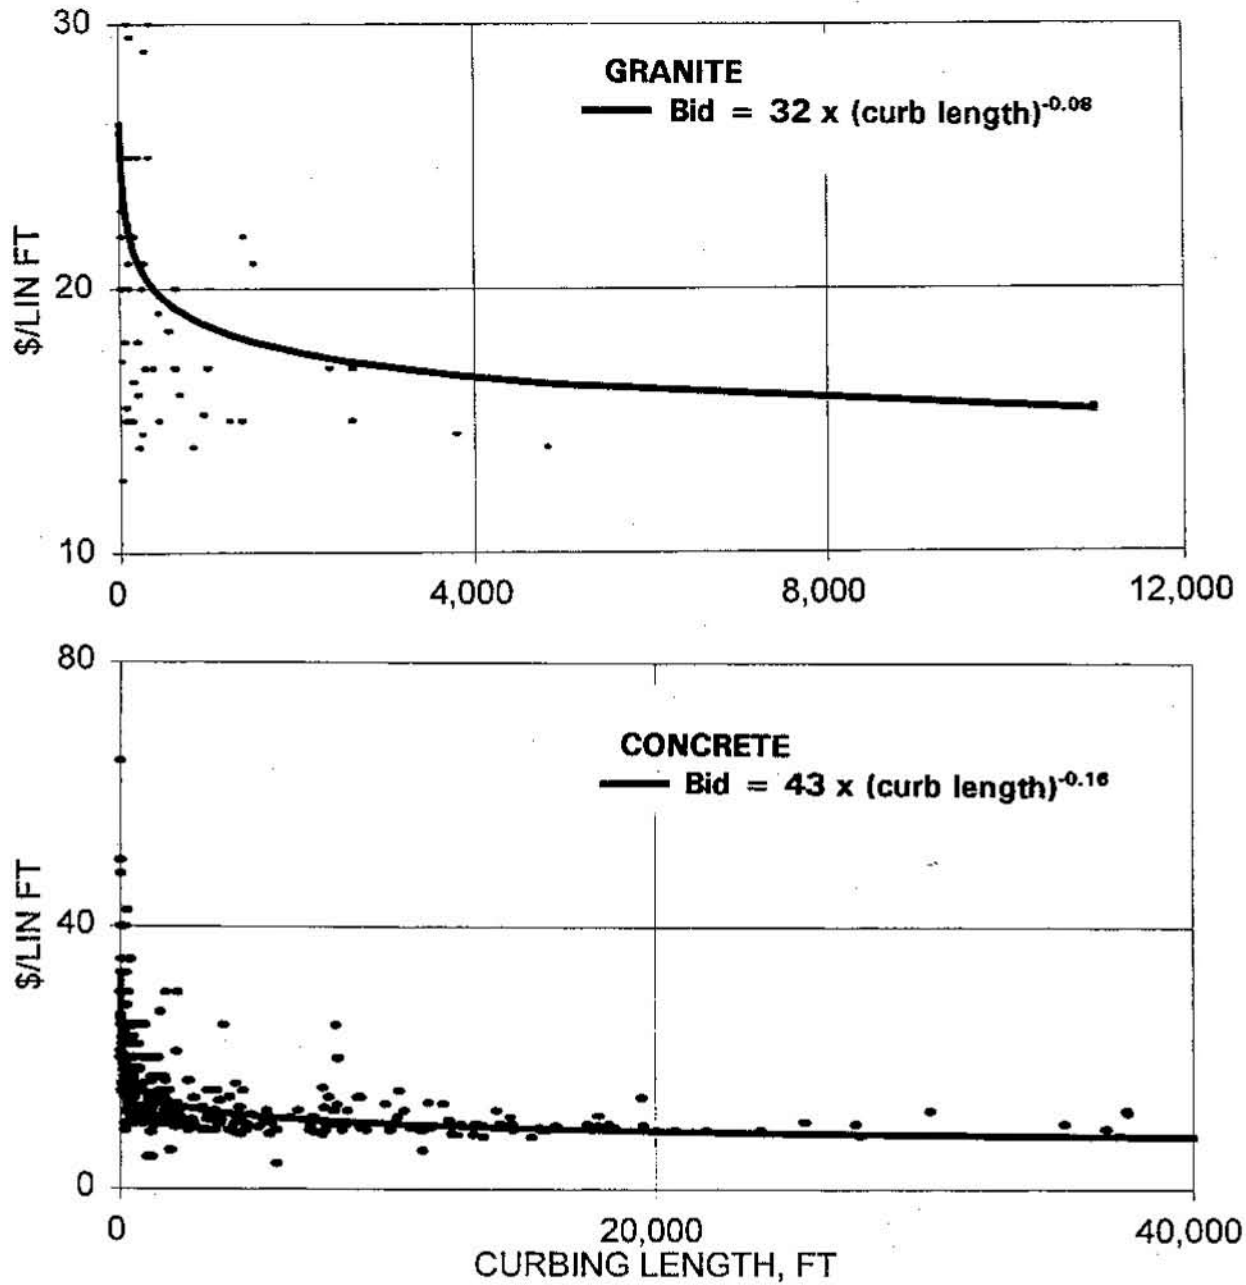 30
GRANITE
Bid = 32 x (curb length)^-0.08
$/LIN FT
20
10
0 4,000 8,000 12,000
80
CONCRETE
Bid = 43 x (curb length)^-0.16
$/LIN FT
40
0
0 20,000 40,000
CURBING LENGTH, FT